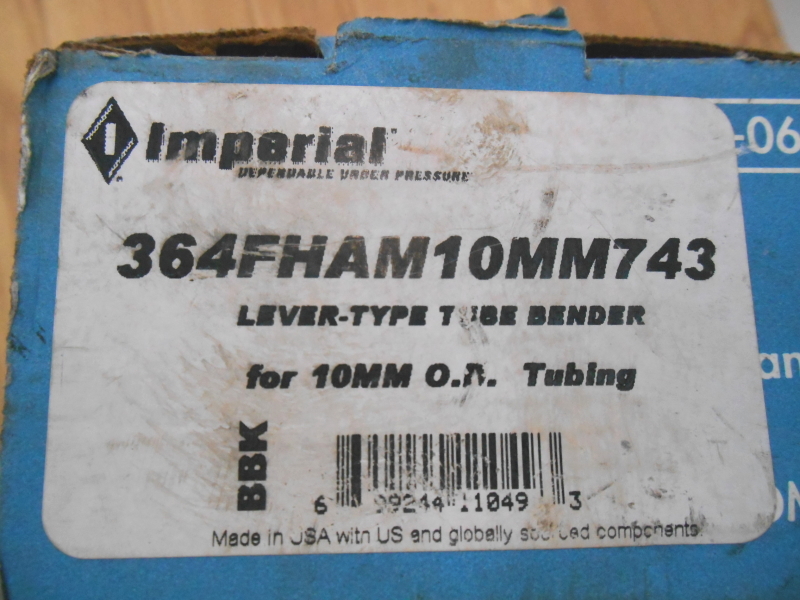 Imperial
DEPENDABLE UNDER PRESSURE
-06
364FHAM10MM743
LEVER-TYPE TUBE BENDER
for 10MM O.D. Tubing
BBK
6 99244 11049 3
Made in USA with US and globally sourced components.